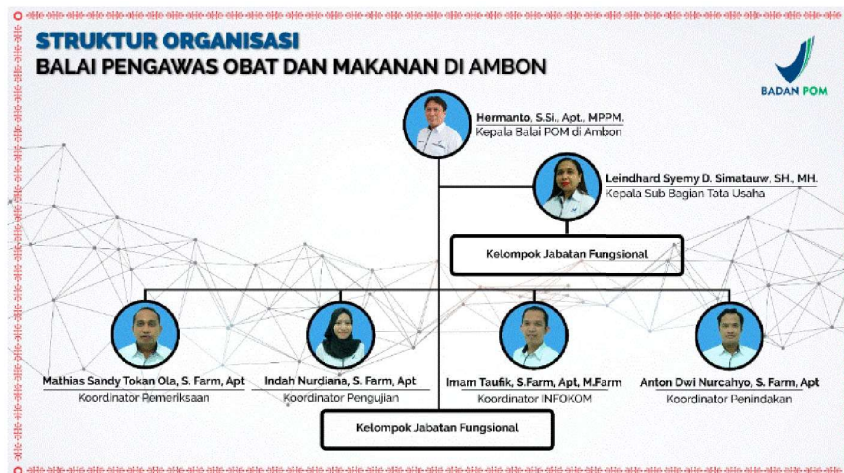 STRUKTUR ORGANISASI
BALAI PENGAWAS OBAT DAN MAKANAN DI AMBON
BADAN POM
Hermanto, S.Si., Apt., MPPM.
Kepala Balai POM di Ambon
Leindhard Syemy D. Simatauw, SH., MH.
Kepala Sub Bagian Tata Usaha
Kelompok Jabatan Fungsional
Mathias Sandy Tokan Ola, S. Farm, Apt
Koordinator Pemeriksaan
Indah Nurdiana, S. Farm, Apt
Koordinator Pengujian
Imam Taufik, S.Farm, Apt, M.Farm
Koordinator INFOKOM
Anton Dwi Nurcahyo, S. Farm, Apt
Koordinator Penindakan
Kelompok Jabatan Fungsional